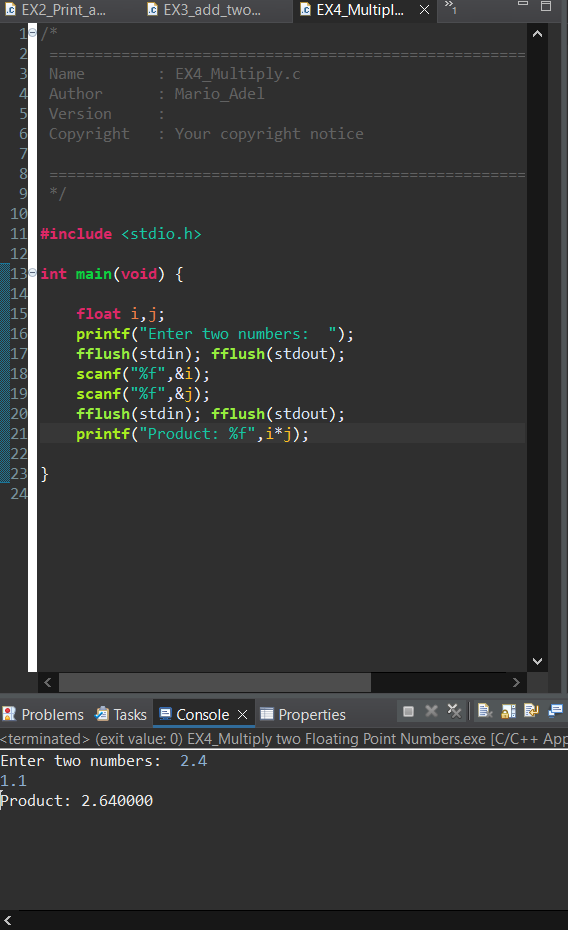 EX2_Print_a... EX3_add_two... EX4_Multipl... 1
1 /*
2 =====================================================
3 Name : EX4_Multiply.c
4 Author : Mario_Adel
5 Version :
6 Copyright : Your copyright notice
7
8 =====================================================
9 */
10
11 #include <stdio.h>
12
13 int main(void) {
14
15 float i,j;
16 printf("Enter two numbers:  ");
17 fflush(stdin); fflush(stdout);
18 scanf("%f",&i);
19 scanf("%f",&j);
20 fflush(stdin); fflush(stdout);
21 printf("Product: %f",i*j);
22
23 }
24
Problems Tasks Console Properties
<terminated> (exit value: 0) EX4_Multiply two Floating Point Numbers.exe [C/C++ App
Enter two numbers:  2.4
1.1
Product: 2.640000